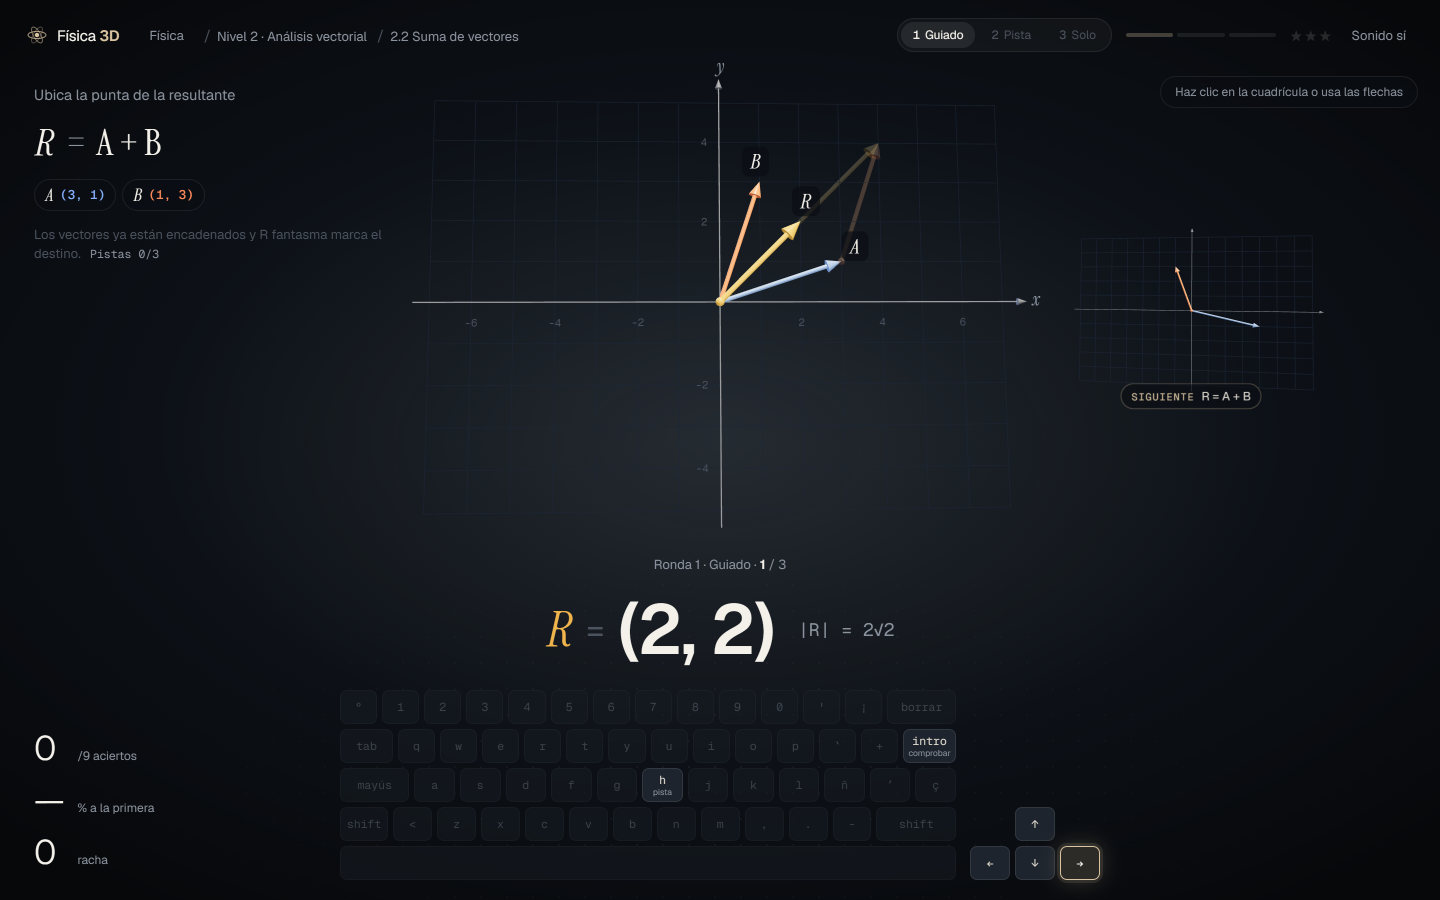 Física 3D
Física / Nivel 2 · Análisis vectorial / 2.2 Suma de vectores
1 Guiado 2 Pista 3 Solo
★★★
Sonido sí
Ubica la punta de la resultante
R = A + B
A (3, 1) B (1, 3)
Los vectores ya están encadenados y R fantasma marca el
destino. Pistas 0/3
Haz clic en la cuadrícula o usa las flechas
y
4
B
R
2
A
x
-6 -4 -2 2 4 6
-2
-4
SIGUIENTE R = A + B
Ronda 1 · Guiado · 1 / 3
R = (2, 2) |R| = 2√2
0 /9 aciertos
— % a la primera
0 racha
º 1 2 3 4 5 6 7 8 9 0 ' ¡ borrar
tab q w e r t y u i o p ` + intro
comprobar
mayús a s d f g h j k l ñ ´ ç
pista
shift < z x c v b n m , . - shift
↑
← ↓ →